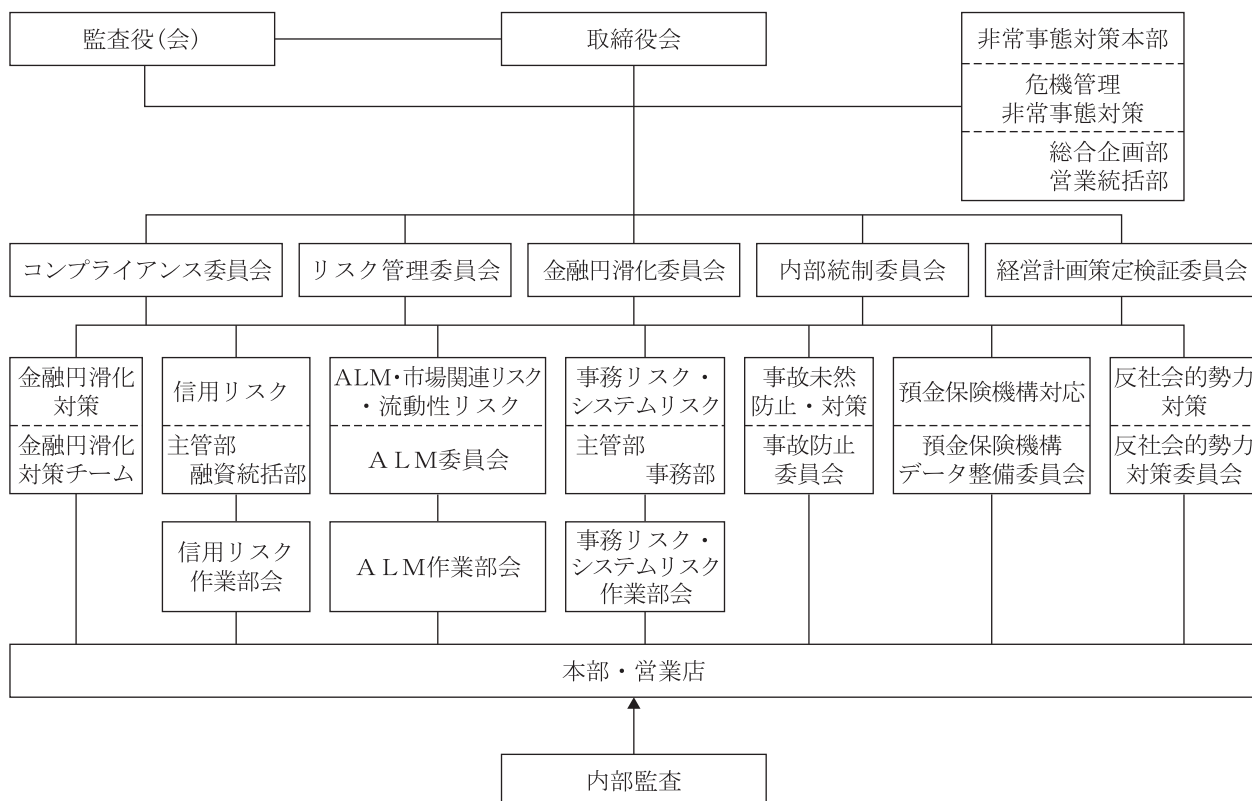 監査役(会)
取締役会
非常事態対策本部
危機管理
非常事態対策
総合企画部
営業統括部
コンプライアンス委員会
リスク管理委員会
金融円滑化委員会
内部統制委員会
経営計画策定検証委員会
金融円滑化
対策
金融円滑化
対策チーム
信用リスク
主管部
融資統括部
ALM・市場関連リスク
・流動性リスク
ALM委員会
事務リスク・
システムリスク
主管部
事務部
事故未然
防止・対策
事故防止
委員会
預金保険機構対応
預金保険機構
データ整備委員会
反社会的勢力
対策
反社会的勢力
対策委員会
信用リスク
作業部会
ALM作業部会
事務リスク・
システムリスク
作業部会
本部・営業店
内部監査